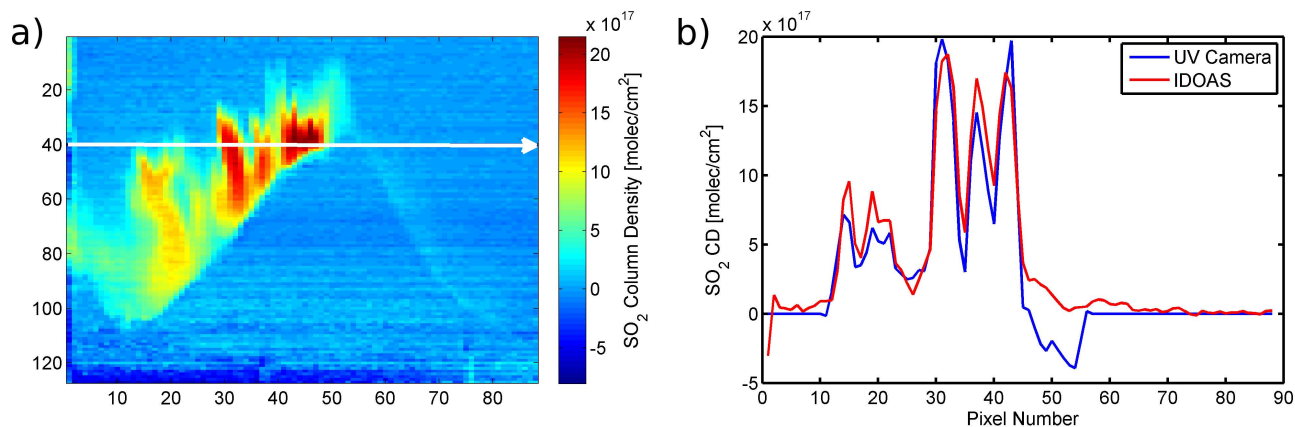 a)
20
40
60
80
100
120
10 20 30 40 50 60 70 80
x 10^17
20
15
10
5
0
-5
SO2 Column Density [molec/cm2]
b)
x 10^17
20
15
10
5
0
-5
0 10 20 30 40 50 60 70 80 90
SO2 CD [molec/cm2]
Pixel Number
UV Camera
IDOAS